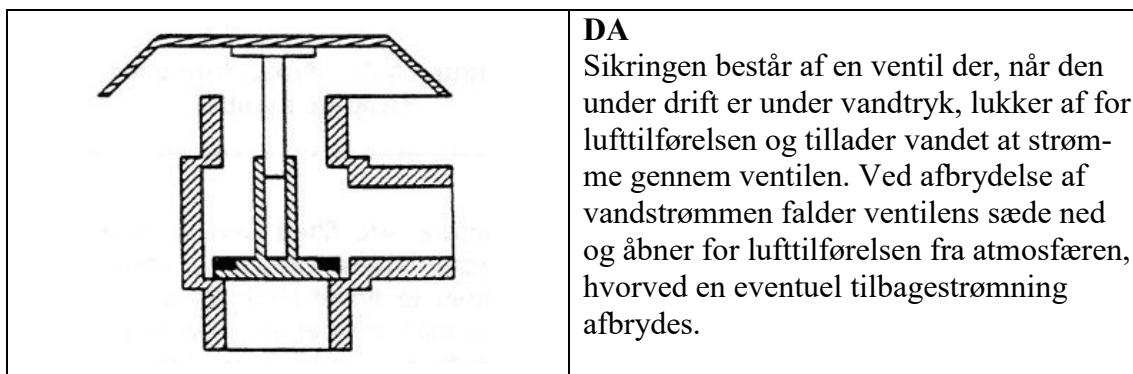 DA
Sikringen består af en ventil der, når den
under drift er under vandtryk, lukker af for
lufttilførelsen og tillader vandet at strøm-
me gennem ventilen. Ved afbrydelse af
vandstrømmen falder ventilens sæde ned
og åbner for lufttilførelsen fra atmosfæren,
hvorved en eventuel tilbagestrømning
afbrydes.